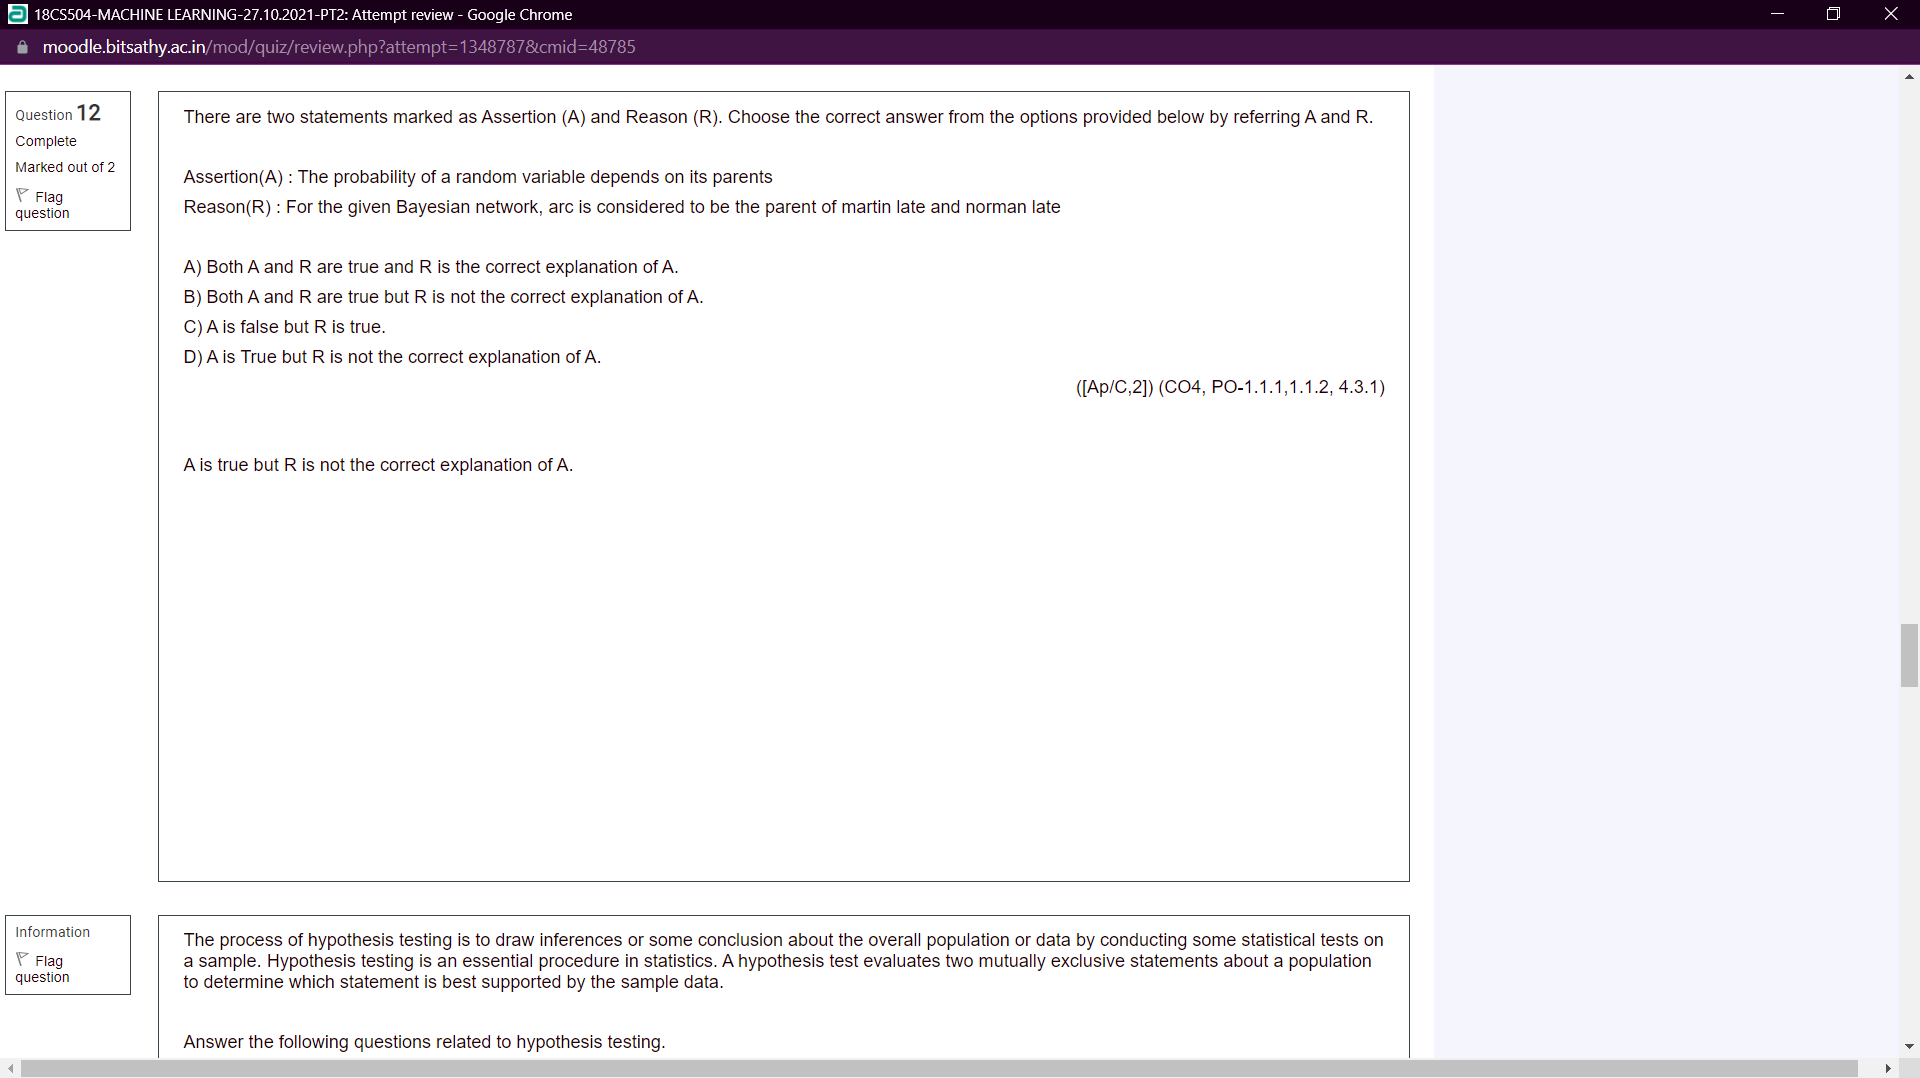 18CS504-MACHINE LEARNING-27.10.2021-PT2: Attempt review - Google Chrome
moodle.bitsathy.ac.in/mod/quiz/review.php?attempt=1348787&cmid=48785
Question 12
Complete
Marked out of 2
Flag
question
There are two statements marked as Assertion (A) and Reason (R). Choose the correct answer from the options provided below by referring A and R.
Assertion(A) : The probability of a random variable depends on its parents
Reason(R) : For the given Bayesian network, arc is considered to be the parent of martin late and norman late
A) Both A and R are true and R is the correct explanation of A.
B) Both A and R are true but R is not the correct explanation of A.
C) A is false but R is true.
D) A is True but R is not the correct explanation of A.
([Ap/C,2]) (CO4, PO-1.1.1,1.1.2, 4.3.1)
A is true but R is not the correct explanation of A.
Information
Flag
question
The process of hypothesis testing is to draw inferences or some conclusion about the overall population or data by conducting some statistical tests on
a sample. Hypothesis testing is an essential procedure in statistics. A hypothesis test evaluates two mutually exclusive statements about a population
to determine which statement is best supported by the sample data.
Answer the following questions related to hypothesis testing.